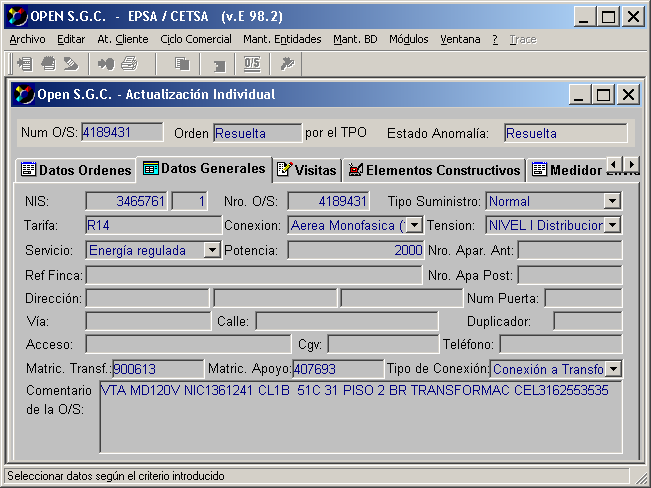 OPEN S.G.C. - EPSA / CETSA (v.E 98.2)
Archivo Editar At. Cliente Ciclo Comercial Mant. Entidades Mant. BD Módulos Ventana ? Trace
O/S
Open S.G.C. - Actualización Individual
Num O/S: 4189431 Orden Resuelta por el TPO Estado Anomalía: Resuelta
Datos Ordenes Datos Generales Visitas Elementos Constructivos Medidor
NIS: 3465761 1 Nro. O/S: 4189431 Tipo Suministro: Normal
Tarifa: R14 Conexion: Aerea Monofasica ( Tension: NIVEL I Distribucion
Servicio: Energía regulada Potencia: 2000 Nro. Apar. Ant:
Ref Finca: Nro. Apa Post:
Dirección: Num Puerta:
Vía: Calle: Duplicador:
Acceso: Cgv: Teléfono:
Matric. Transf.: 900613 Matric. Apoyo: 407693 Tipo de Conexión: Conexión a Transfo
Comentario VTA MD120V NIC1361241 CL1B 51C 31 PISO 2 BR TRANSFORMAC CEL3162553535
de la O/S:
Seleccionar datos según el criterio introducido